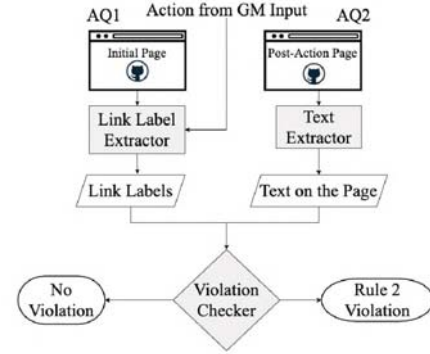 Action from GM Input
AQ1
AQ2
Initial Page
Post-Action Page
Link Label
Extractor
Text
Extractor
Link Labels
Text on the Page
No
Violation
Violation
Checker
Rule 2
Violation